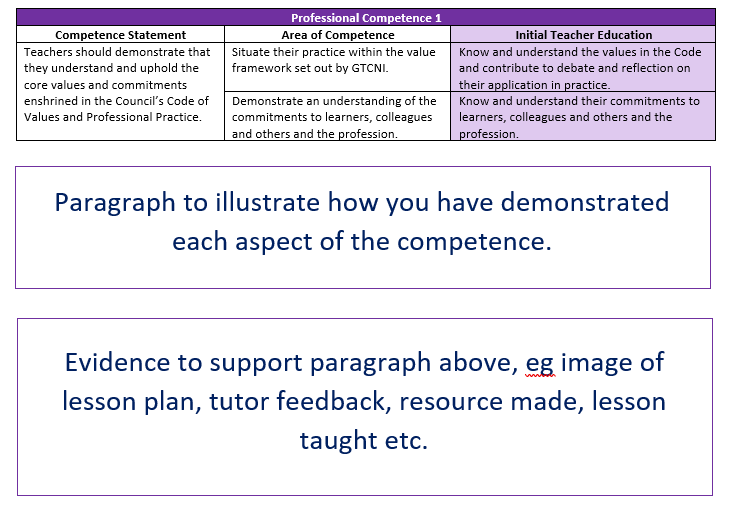 Professional Competence 1
Competence Statement
Area of Competence
Initial Teacher Education
Teachers should demonstrate that
they understand and uphold the
core values and commitments
enshrined in the Council's Code of
Values and Professional Practice.
Situate their practice within the value
framework set out by GTCNI.
Know and understand the values in the Code
and contribute to debate and reflection on
their application in practice.
Demonstrate an understanding of the
commitments to learners, colleagues
and others and the profession.
Know and understand their commitments to
learners, colleagues and others and the
profession.
Paragraph to illustrate how you have demonstrated
each aspect of the competence.
Evidence to support paragraph above, eg image of
lesson plan, tutor feedback, resource made, lesson
taught etc.